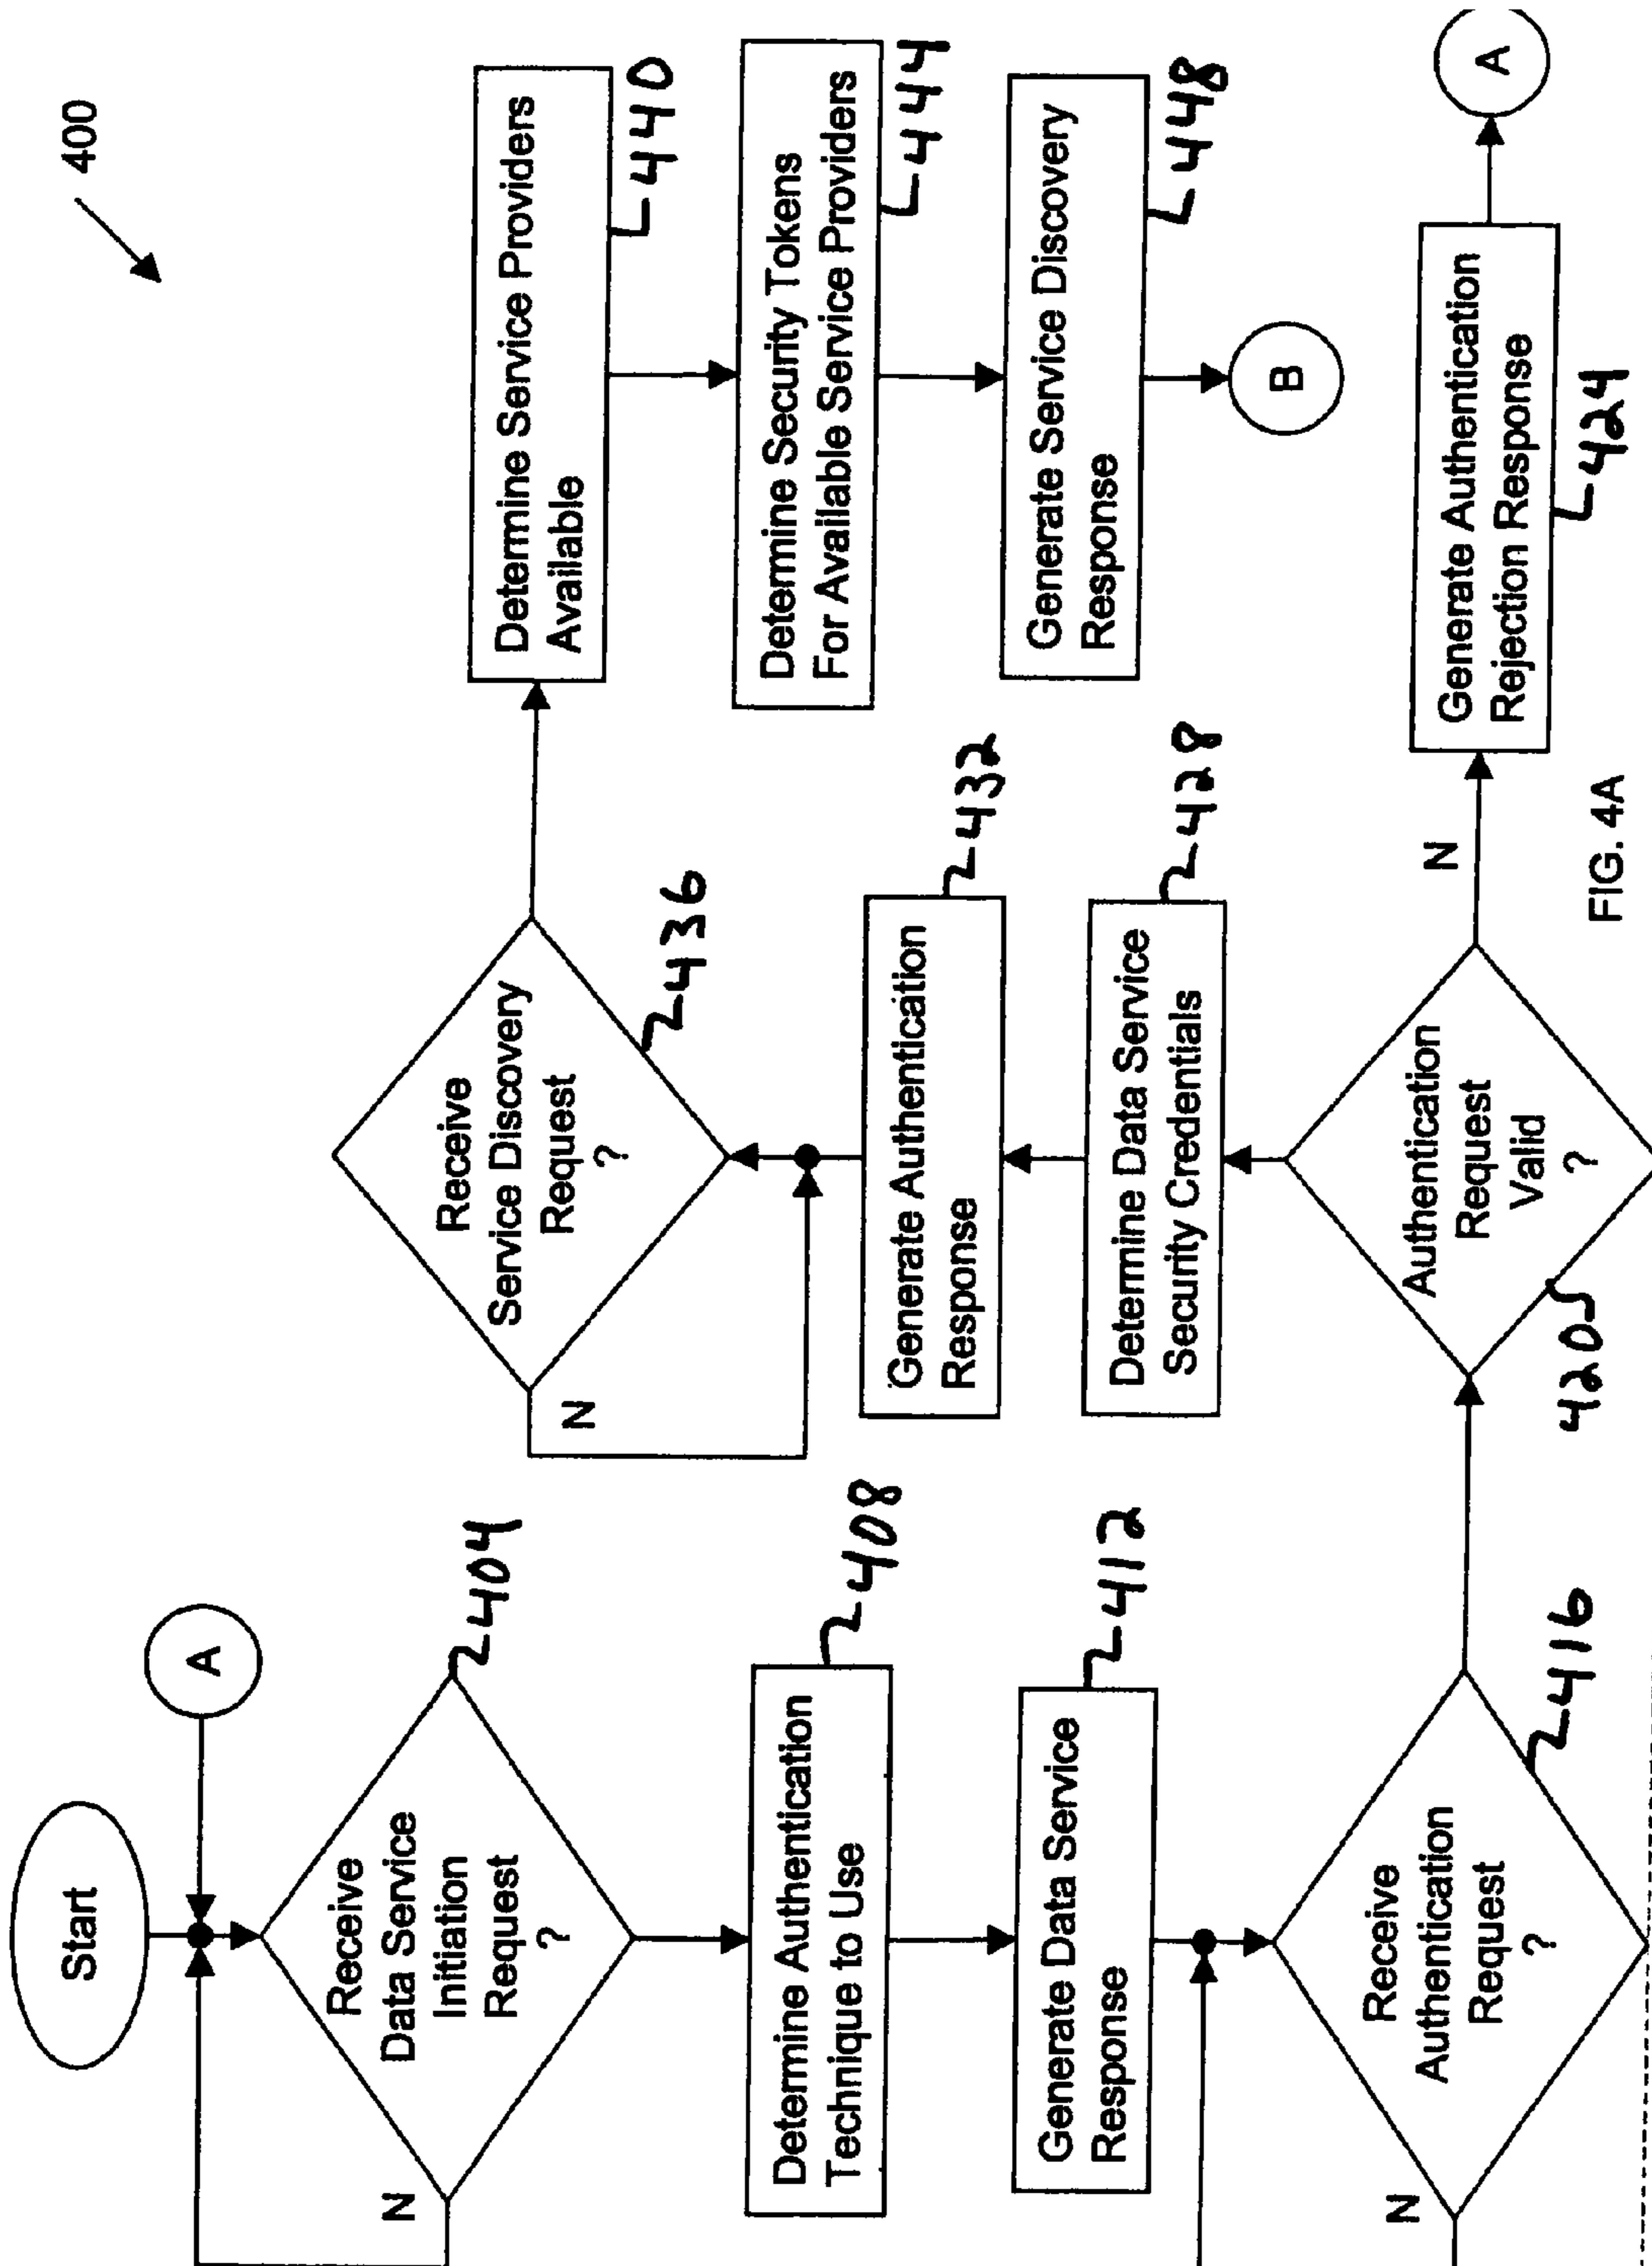 400
Start
A
Receive
Data Service
Initiation
Request
?
N
404
Determine Authentication
Technique to Use
408
Generate Data Service
Response
412
Receive
Authentication
Request
?
N
416
Authentication
Request
Valid
?
420
N
Generate Authentication
Rejection Response
424
A
Determine Data Service
Security Credentials
428
Generate Authentication
Response
432
Receive
Service Discovery
Request
?
N
436
Determine Service Providers
Available
440
Determine Security Tokens
For Available Service Providers
444
Generate Service Discovery
Response
448
B
FIG. 4A